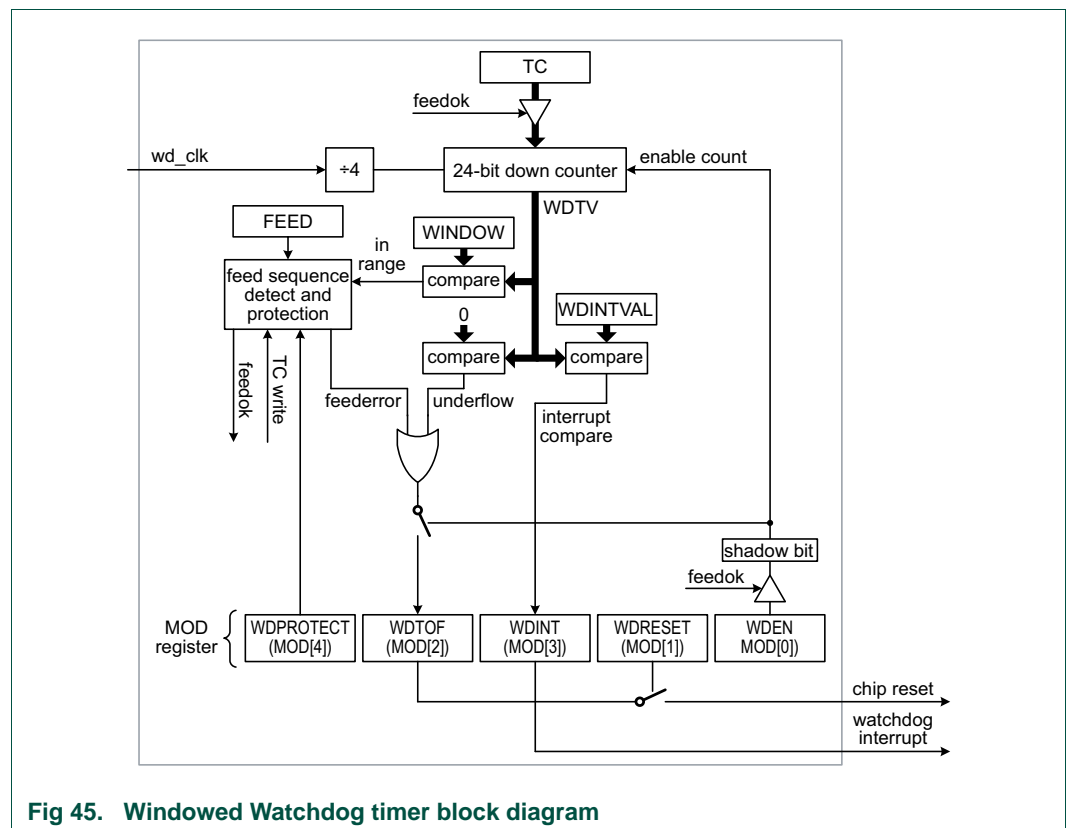 TC
feedok
wd_clk
÷4
24-bit down counter
enable count
WDTV
FEED
WINDOW
in
range
compare
feed sequence
detect and
protection
WDINTVAL
0
compare
compare
feedok
TC write
feederror
underflow
interrupt
compare
shadow bit
feedok
MOD
register
WDPROTECT
(MOD[4])
WDTOF
(MOD[2])
WDINT
(MOD[3])
WDRESET
(MOD[1])
WDEN
MOD[0])
chip reset
watchdog
interrupt
Fig 45. Windowed Watchdog timer block diagram